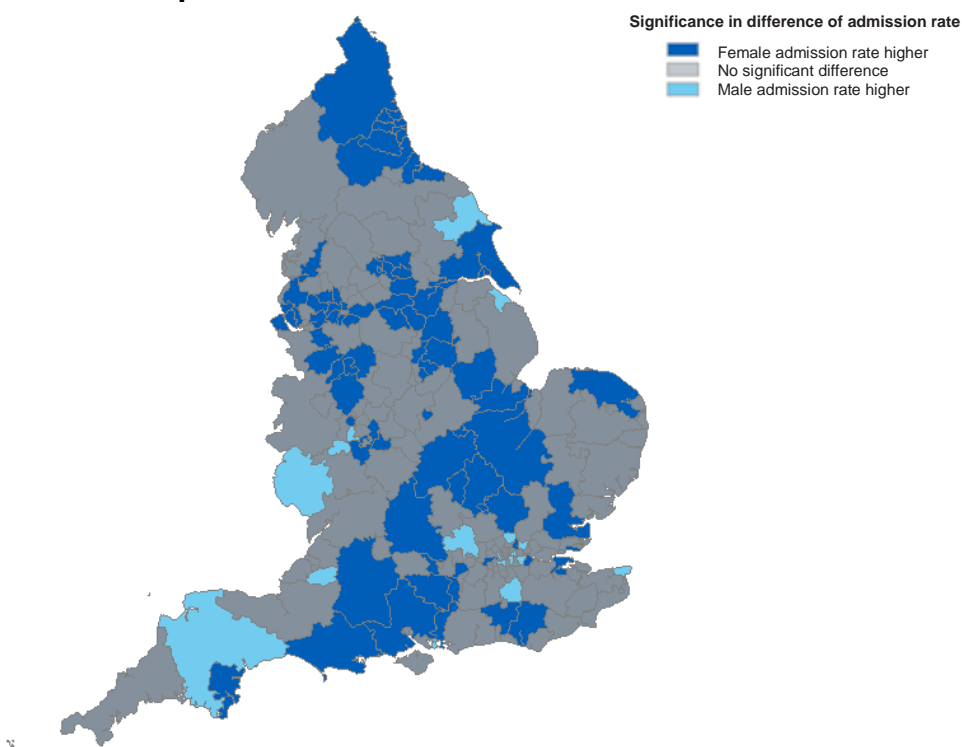 Significance in difference of admission rate
Female admission rate higher
No significant difference
Male admission rate higher